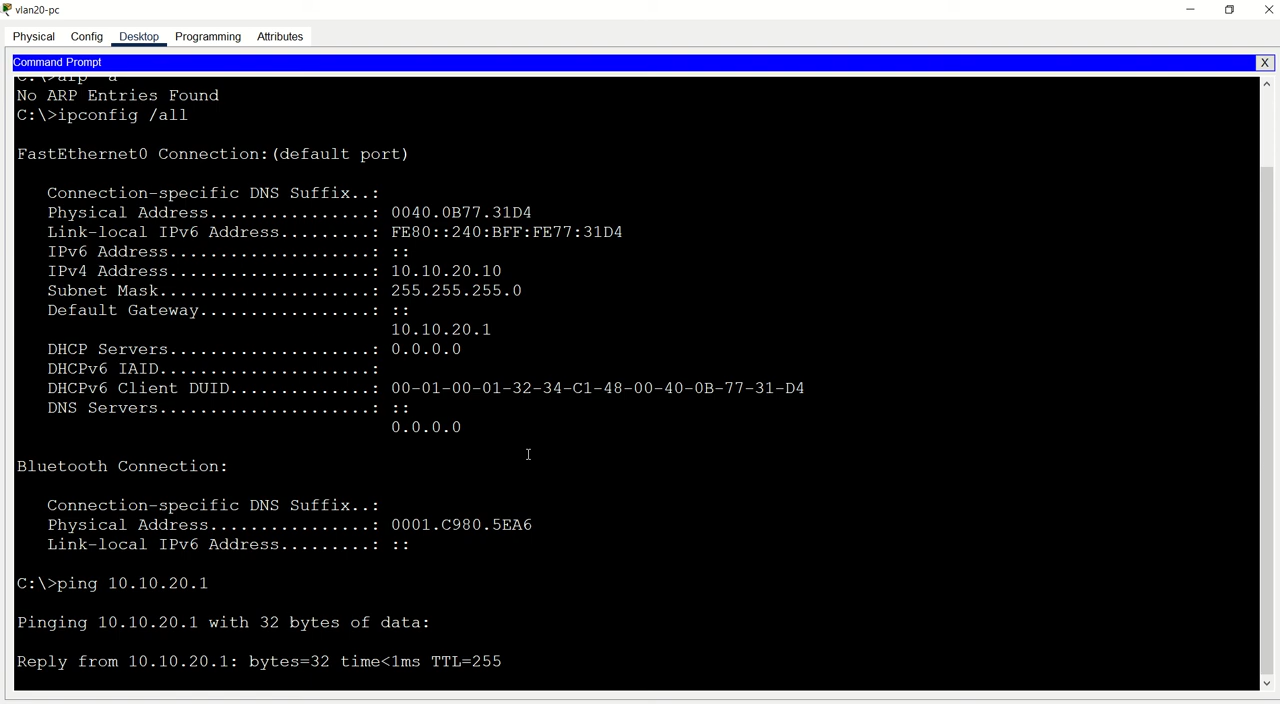 vlan20-pc
Physical Config Desktop Programming Attributes
Command Prompt X
C:\>arp -a
No ARP Entries Found
C:\>ipconfig /all
FastEthernet0 Connection:(default port)
Connection-specific DNS Suffix..:
Physical Address................: 0040.0B77.31D4
Link-local IPv6 Address.........: FE80::240:BFF:FE77:31D4
IPv6 Address....................: ::
IPv4 Address....................: 10.10.20.10
Subnet Mask.....................: 255.255.255.0
Default Gateway.................: ::
10.10.20.1
DHCP Servers....................: 0.0.0.0
DHCPv6 IAID.....................:
DHCPv6 Client DUID..............: 00-01-00-01-32-34-C1-48-00-40-0B-77-31-D4
DNS Servers.....................: ::
0.0.0.0
Bluetooth Connection:
Connection-specific DNS Suffix..:
Physical Address................: 0001.C980.5EA6
Link-local IPv6 Address.........: ::
C:\>ping 10.10.20.1
Pinging 10.10.20.1 with 32 bytes of data:
Reply from 10.10.20.1: bytes=32 time<1ms TTL=255